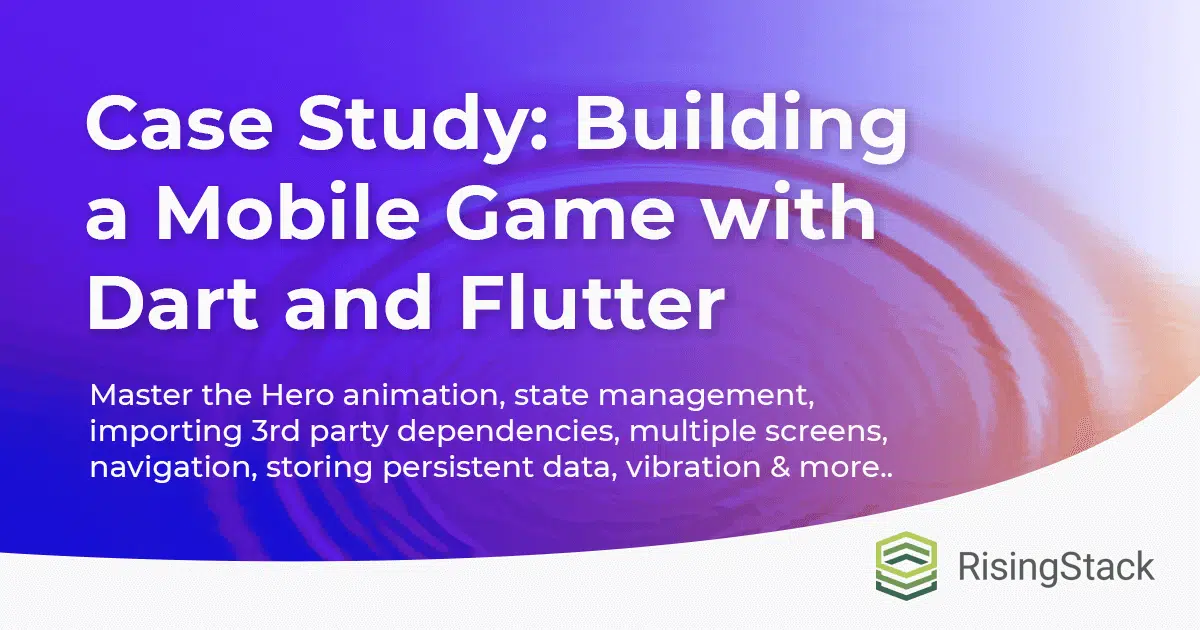 Case Study: Building
a Mobile Game with
Dart and Flutter
Master the Hero animation, state management,
importing 3rd party dependencies, multiple screens,
navigation, storing persistent data, vibration & more..
RisingStack